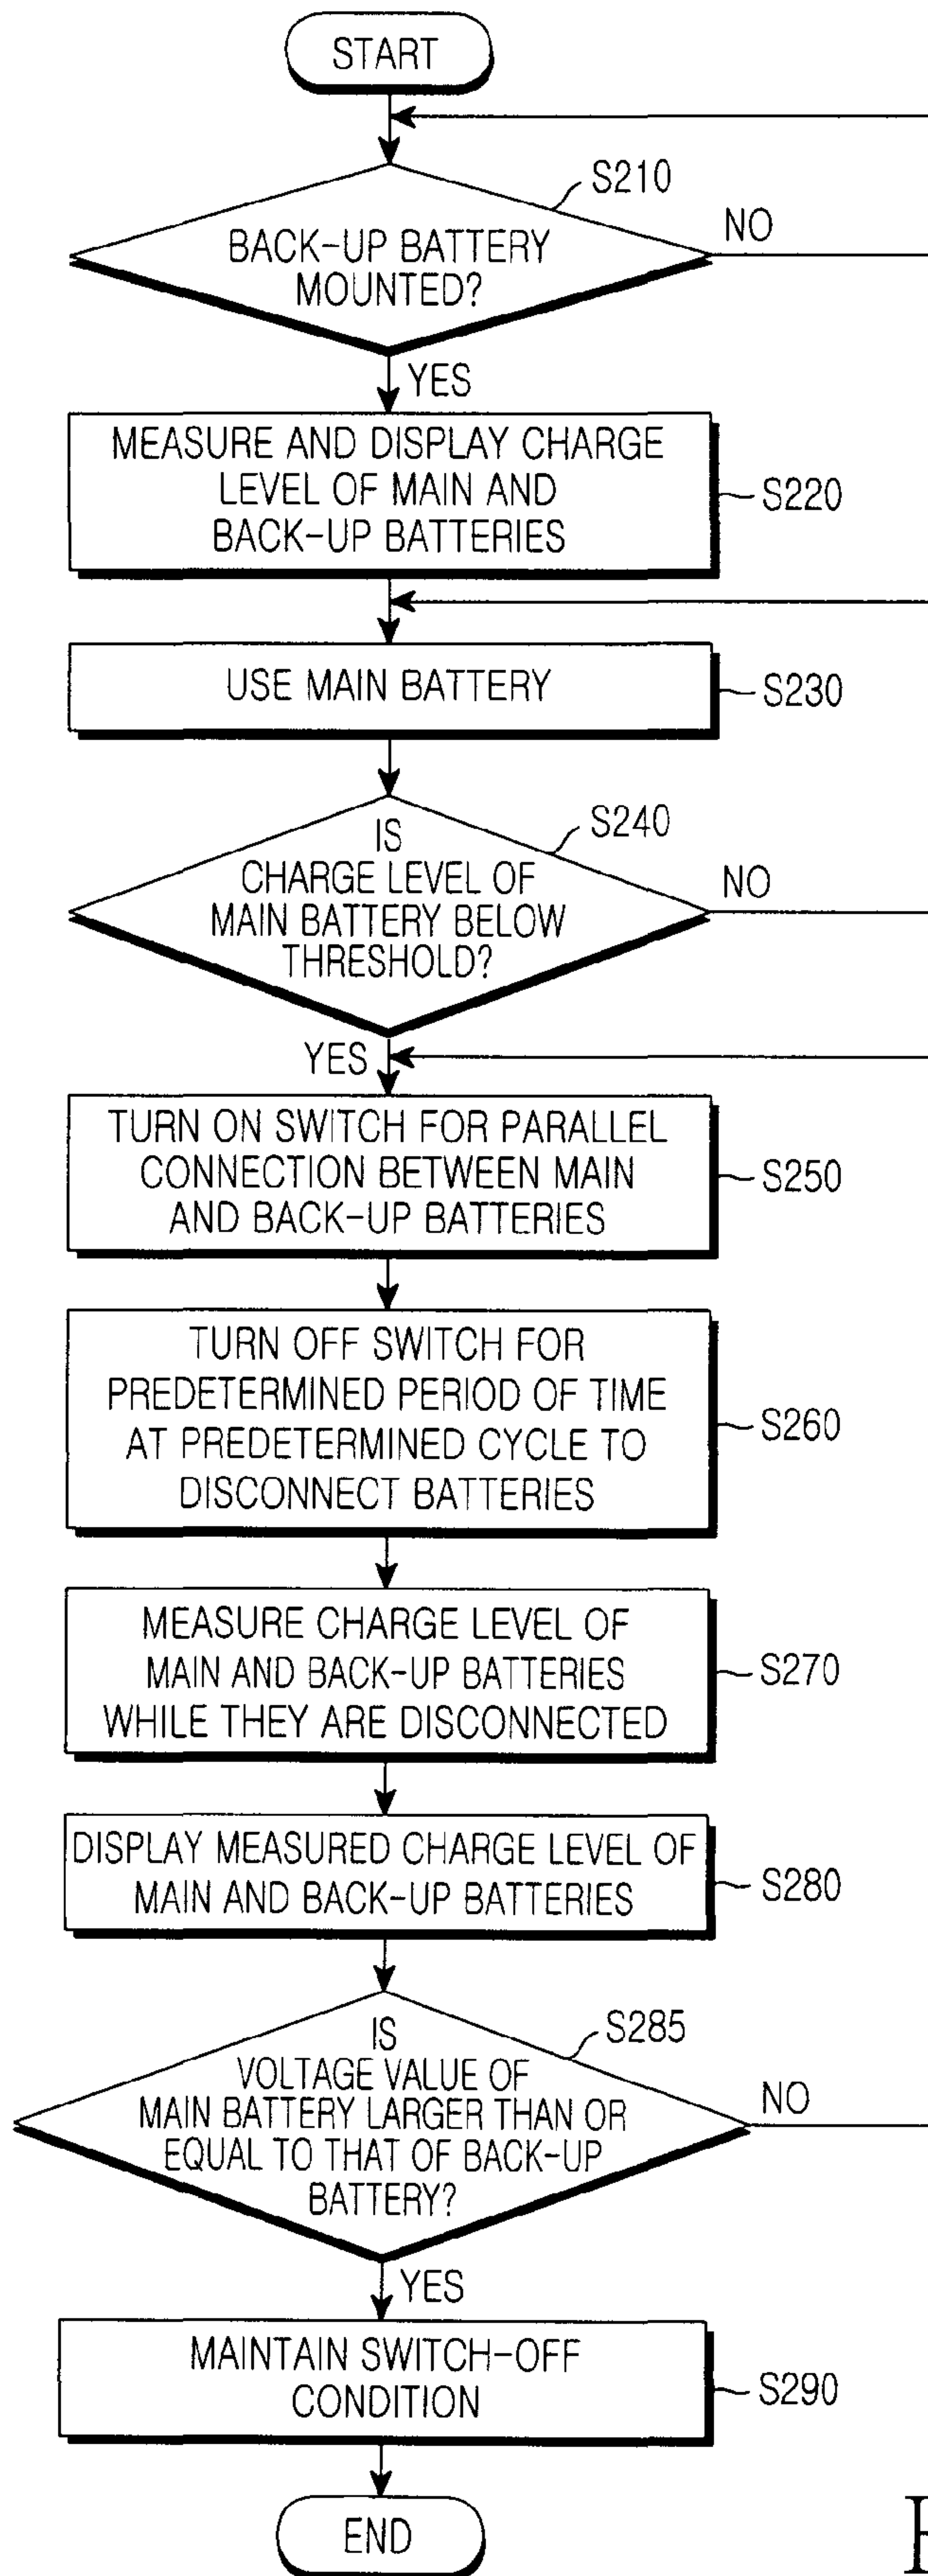 START
S210
BACK-UP BATTERY
MOUNTED?
NO
YES
MEASURE AND DISPLAY CHARGE
LEVEL OF MAIN AND
BACK-UP BATTERIES
S220
USE MAIN BATTERY
S230
S240
IS
CHARGE LEVEL OF
MAIN BATTERY BELOW
THRESHOLD?
NO
YES
TURN ON SWITCH FOR PARALLEL
CONNECTION BETWEEN MAIN
AND BACK-UP BATTERIES
S250
TURN OFF SWITCH FOR
PREDETERMINED PERIOD OF TIME
AT PREDETERMINED CYCLE TO
DISCONNECT BATTERIES
S260
MEASURE CHARGE LEVEL OF
MAIN AND BACK-UP BATTERIES
WHILE THEY ARE DISCONNECTED
S270
DISPLAY MEASURED CHARGE LEVEL OF
MAIN AND BACK-UP BATTERIES
S280
S285
IS
VOLTAGE VALUE OF
MAIN BATTERY LARGER THAN OR
EQUAL TO THAT OF BACK-UP
BATTERY?
NO
YES
MAINTAIN SWITCH-OFF
CONDITION
S290
END